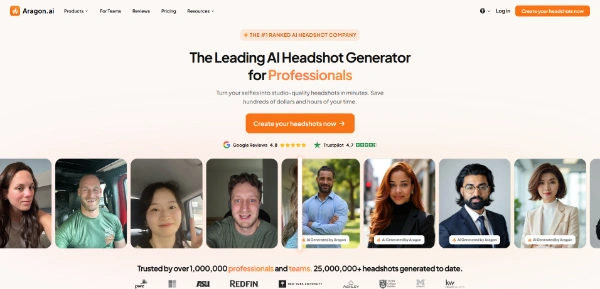 Aragon.ai Products For Teams Reviews Pricing Resources Log in Create your headshots now
THE #1 RANKED AI HEADSHOT COMPANY
The Leading AI Headshot Generator
for Professionals
Turn your selfies into studio-quality headshots in minutes. Save
hundreds of dollars and hours of your time.
Create your headshots now →
Google Reviews 4.8 Trustpilot 4.7
AI Generated by Aragon AI Generated by Aragon AI Generated by Aragon AI Generated by Aragon
Trusted by over 1,000,000 professionals and teams. 25,000,000+ headshots generated to date.
pwc ASU REDFIN NEW YORK UNIVERSITY kw